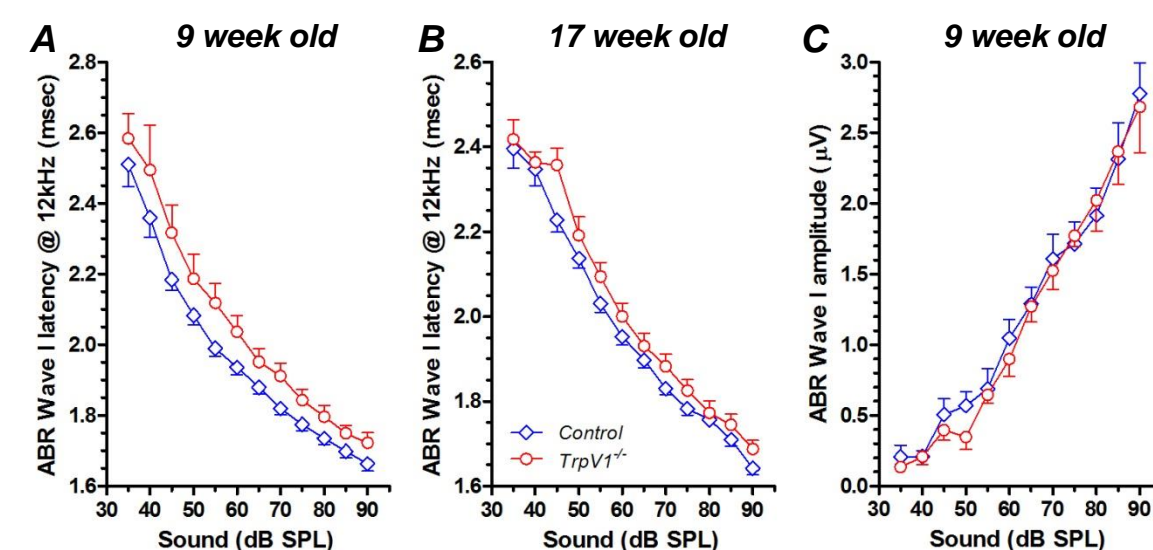 A 9 week old
B 17 week old
C 9 week old
ABR Wave I latency @ 12kHz (msec)
2.8
2.6
2.4
2.2
2.0
1.8
1.6
30 40 50 60 70 80 90
Sound (dB SPL)
ABR Wave I latency @ 12kHz (msec)
2.6
2.4
2.2
2.0
1.8
1.6
Control
TrpV1-/-
30 40 50 60 70 80 90
Sound (dB SPL)
ABR Wave I amplitude ( µV)
3.0
2.5
2.0
1.5
1.0
0.5
0.0
30 40 50 60 70 80 90
Sound (dB SPL)